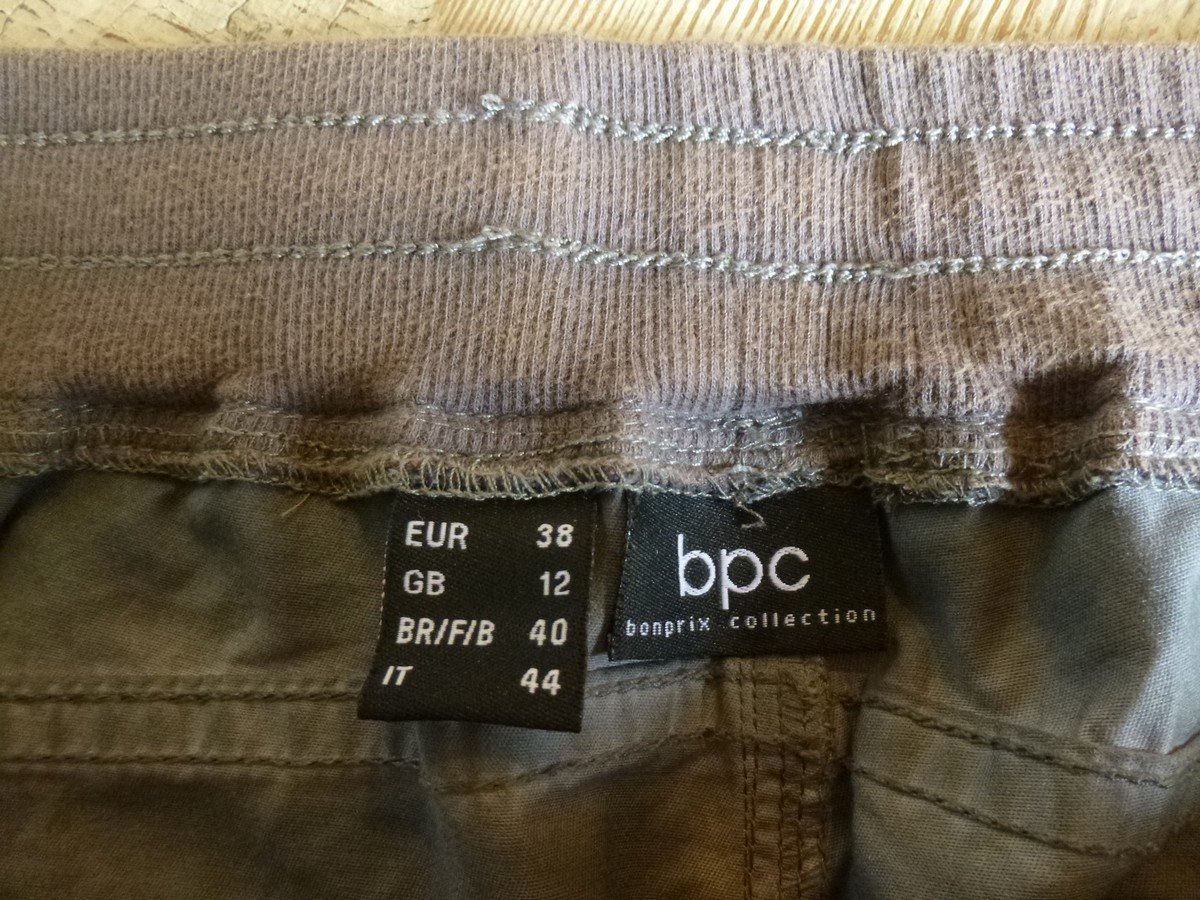 EUR 38
GB 12
BR/F/B 40
IT 44
bpc
bonprix collection